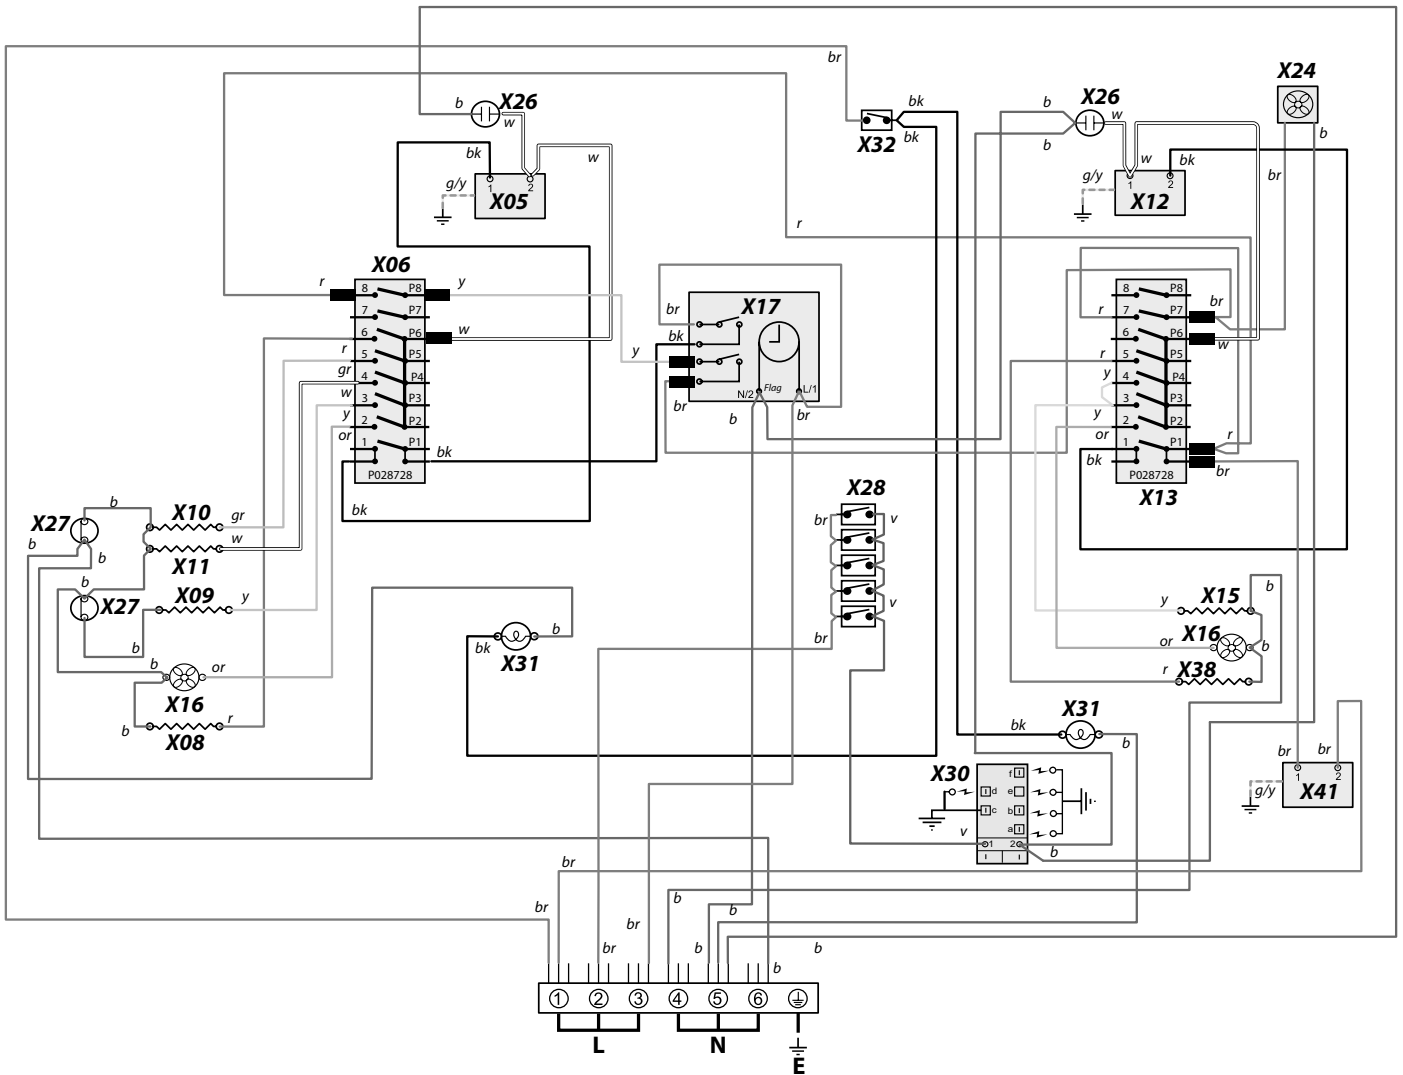 br
X24
X26
b
w
X26
b
w
b
bk
bk
X32
b
bk
w
w
bk
g/y
1
2
X05
g/y
1
2
X12
br
r
X06
r
y
w
8
P8
7
P7
6
P6
5
P5
4
P4
3
P3
2
P2
1
P1
P028728
r
gr
w
y
or
bk
bk
X17
br
bk
y
br
N/2
Flag
L/1
b
br
8
P8
7
P7
6
P6
5
P5
4
P4
3
P3
2
P2
1
P1
P028728
X13
br
r
w
r
y
y
or
bk
r
br
X28
br
v
v
br
b
X27
X10
gr
b
b
w
X11
b
X27
X09
y
b
b
or
X16
b
r
X08
bk
b
X31
b
y
X15
or
X16
b
r
X38
X31
bk
b
br
br
1
2
X41
g/y
X30
f
d
e
c
b
a
v
1
2
b
br
b
br
b
br
br
b
b
b
1
2
3
4
5
6
L
N
E